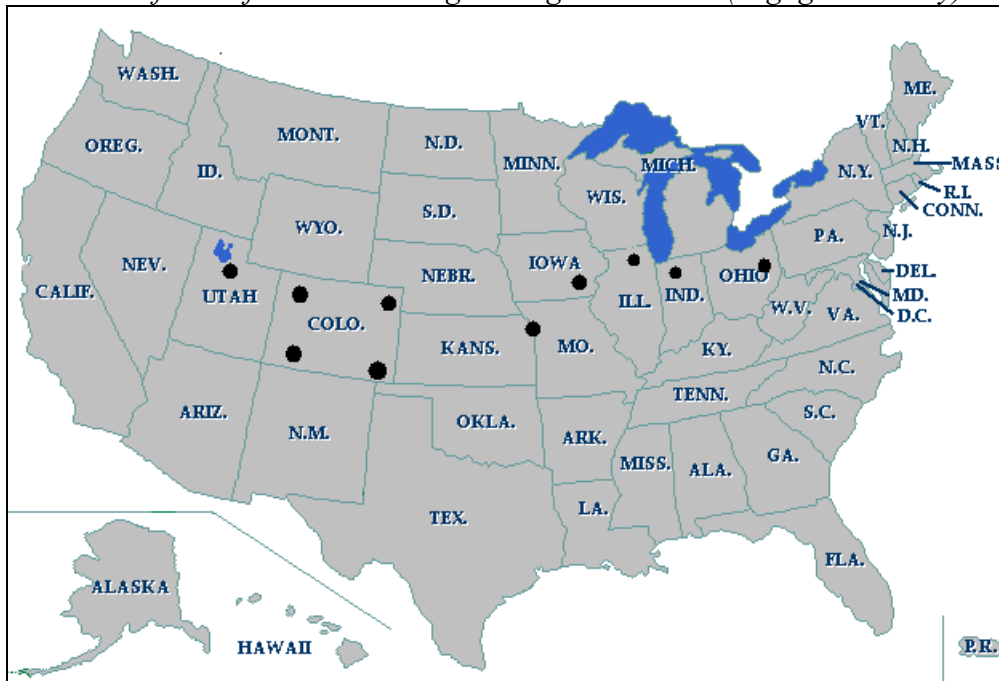 WASH.
ME.
VT.
MONT.
N.D.
OREG.
MINN.
N.H.
MICH.
MASS
ID.
N.Y.
R.I.
WIS.
CONN.
S.D.
WYO.
PA.
N.J.
NEV.
IOWA
DEL.
NEBR.
OHIO
CALIF.
UTAH
ILL.
IND.
MD.
W.V.
VA.
D.C.
COLO.
KANS.
MO.
KY.
N.C.
TENN.
ARIZ.
S.C.
OKLA.
N.M.
ARK.
GA.
MISS.
ALA.
LA.
TEX.
FLA.
ALASKA
HAWAII
P.R.